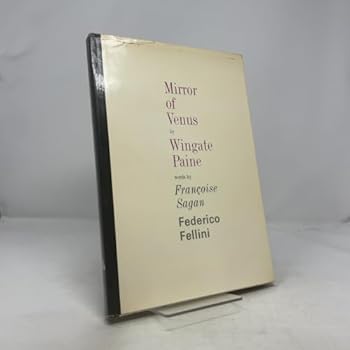 Mirror
of
Venus
by
Wingate
Paine
words by
Françoise
Sagan
Federico
Fellini